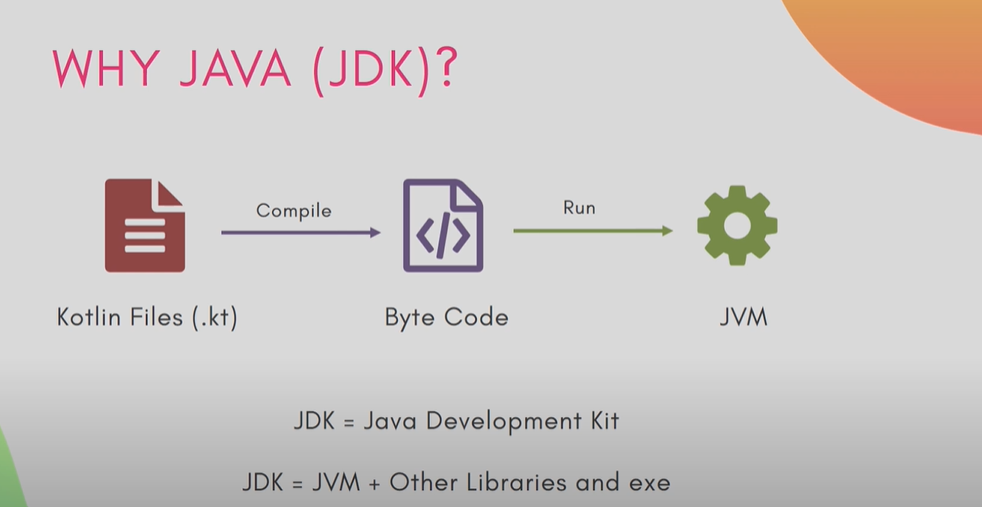 WHY JAVA (JDK)?
Compile
Run
</>
Kotlin Files (.kt)
Byte Code
JVM
JDK = Java Development Kit
JDK = JVM + Other Libraries and exe